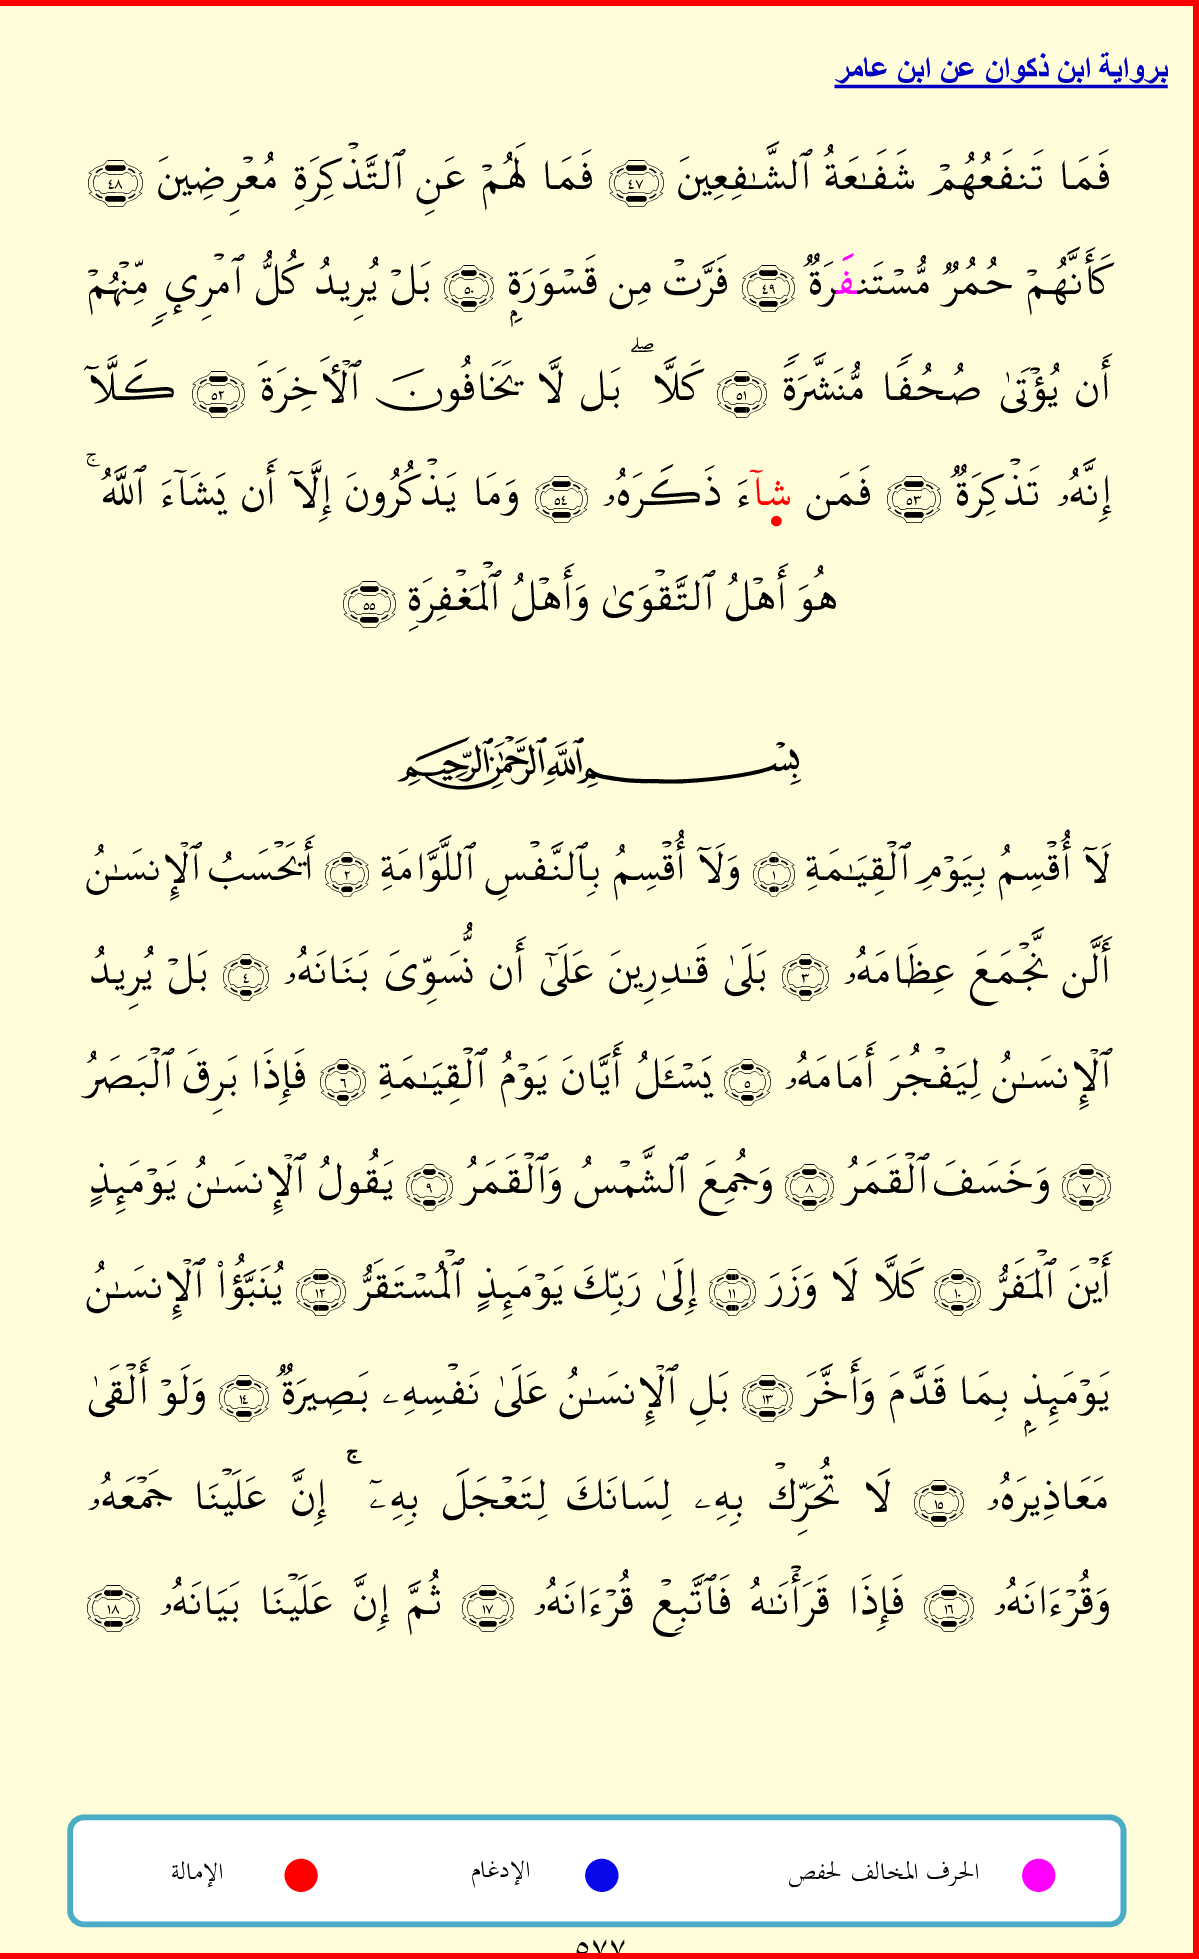 برواية ابن ذكوان عن ابن عامر
فَمَا تَنفَعُهُمْ شَفَـٰعَةُ ٱلشَّـٰفِعِينَ ٤٧ فَمَا لَهُمْ عَنِ ٱلتَّذْكِرَةِ مُعْرِضِينَ ٤٨
كَأَنَّهُمْ حُمُرٌ مُّسْتَنفَرَةٌ ٤٩ فَرَّتْ مِن قَسْوَرَةٍۭ ٥٠ بَلْ يُرِيدُ كُلُّ ٱمْرِئٍ مِّنْهُمْ
أَن يُؤْتَىٰ صُحُفًا مُّنَشَّرَةً ٥١ كَلَّا ۖ بَل لَّا يَخَافُونَ ٱلْأَخِرَةَ ٥٢ كَلَّآ
إِنَّهُۥ تَذْكِرَةٌ ٥٣ فَمَن شَآءَ ذَكَرَهُۥ ٥٤ وَمَا يَذْكُرُونَ إِلَّآ أَن يَشَآءَ ٱللَّهُ ۚ
هُوَ أَهْلُ ٱلتَّقْوَىٰ وَأَهْلُ ٱلْمَغْفِرَةِ ٥٥
بِسْمِ ٱللَّهِ ٱلرَّحْمَـٰنِ ٱلرَّحِيمِ
لَآ أُقْسِمُ بِيَوْمِ ٱلْقِيَـٰمَةِ ١ وَلَآ أُقْسِمُ بِٱلنَّفْسِ ٱللَّوَّامَةِ ٢ أَيَحْسَبُ ٱلْإِنسَـٰنُ
أَلَّن نَّجْمَعَ عِظَامَهُۥ ٣ بَلَىٰ قَـٰدِرِينَ عَلَىٰٓ أَن نُّسَوِّىَ بَنَانَهُۥ ٤ بَلْ يُرِيدُ
ٱلْإِنسَـٰنُ لِيَفْجُرَ أَمَامَهُۥ ٥ يَسْـَٔلُ أَيَّانَ يَوْمُ ٱلْقِيَـٰمَةِ ٦ فَإِذَا بَرِقَ ٱلْبَصَرُ
٧ وَخَسَفَ ٱلْقَمَرُ ٨ وَجُمِعَ ٱلشَّمْسُ وَٱلْقَمَرُ ٩ يَقُولُ ٱلْإِنسَـٰنُ يَوْمَئِذٍ
أَيْنَ ٱلْمَفَرُّ ١٠ كَلَّا لَا وَزَرَ ١١ إِلَىٰ رَبِّكَ يَوْمَئِذٍ ٱلْمُسْتَقَرُّ ١٢ يُنَبَّؤُا۟ ٱلْإِنسَـٰنُ
يَوْمَئِذٍۭ بِمَا قَدَّمَ وَأَخَّرَ ١٣ بَلِ ٱلْإِنسَـٰنُ عَلَىٰ نَفْسِهِۦ بَصِيرَةٌ ١٤ وَلَوْ أَلْقَىٰ
مَعَاذِيرَهُۥ ١٥ لَا تُحَرِّكْ بِهِۦ لِسَانَكَ لِتَعْجَلَ بِهِۦٓ ۚ إِنَّ عَلَيْنَا جَمْعَهُۥ
وَقُرْءَانَهُۥ ١٦ فَإِذَا قَرَأْنَـٰهُ فَٱتَّبِعْ قُرْءَانَهُۥ ١٧ ثُمَّ إِنَّ عَلَيْنَا بَيَانَهُۥ ١٨
الحرف المخالف لحفص الإدغام الإمالة
٥٧٧